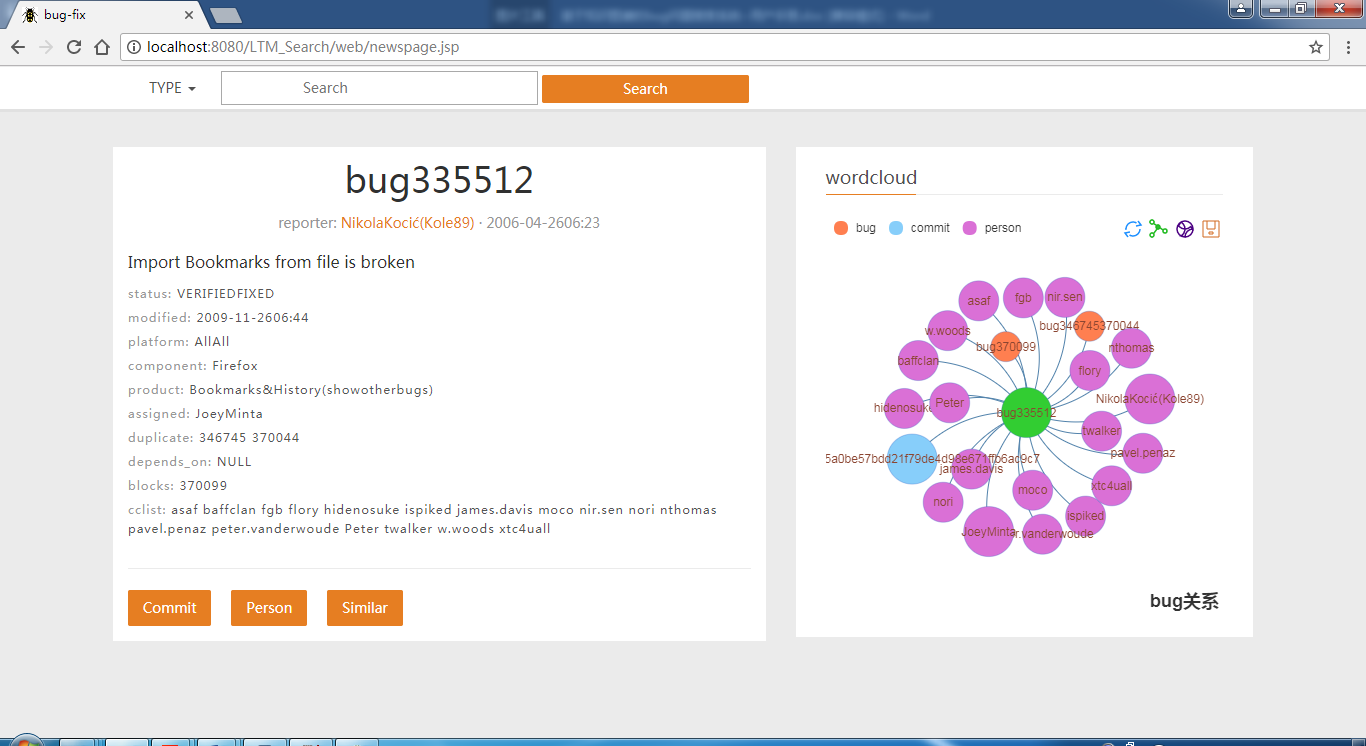 bug-fix
localhost:8080/LTM_Search/web/newspage.jsp
TYPE
Search
Search
bug335512
reporter: NikolaKocić(Kole89) · 2006-04-2606:23
Import Bookmarks from file is broken
status: VERIFIEDFIXED
modified: 2009-11-2606:44
platform: AllAll
component: Firefox
product: Bookmarks&History(showotherbugs)
assigned: JoeyMinta
duplicate: 346745 370044
depends_on: NULL
blocks: 370099
cclist: asaf baffclan fgb flory hidenosuke ispiked james.davis moco nir.sen nori nthomas
pavel.penaz peter.vanderwoude Peter twalker w.woods xtc4uall
Commit
Person
Similar
wordcloud
bug
commit
person
asaf
fgb
nir.sen
w.woods
bug346745370044
bug370099
nthomas
baffclan
flory
hidenosuke
Peter
NikolaKocić(Kole89)
bug335512
twalker
pavel.penaz
5a0be57bdd21f79de4d98e671ffb6ac9c7
james.davis
nori
moco
xtc4uall
ispiked
JoeyMinta
r.vanderwoude
bug关系